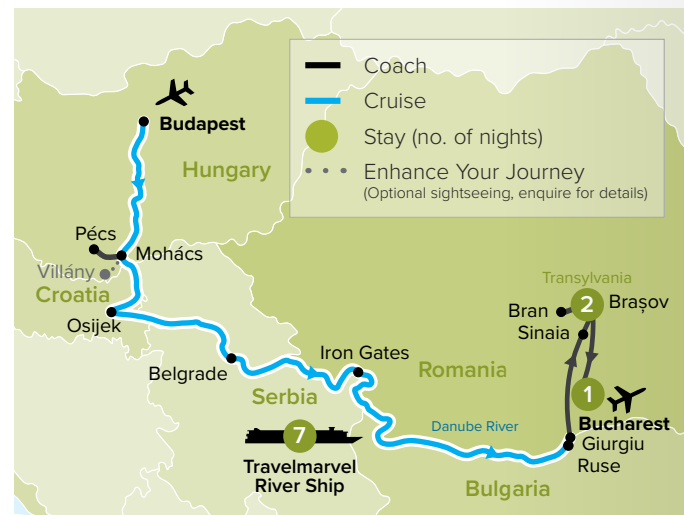 Coach
Cruise
Stay (no. of nights)
Enhance Your Journey
(Optional sightseeing, enquire for details)
Budapest
Hungary
Pécs
Mohács
Villány
Croatia
Osijek
Transylvania
Bran
2
Brașov
Sinaia
Iron Gates
Belgrade
Romania
Serbia
1
Bucharest
Danube River
7
Giurgiu
Travelmarvel
River Ship
Ruse
Bulgaria